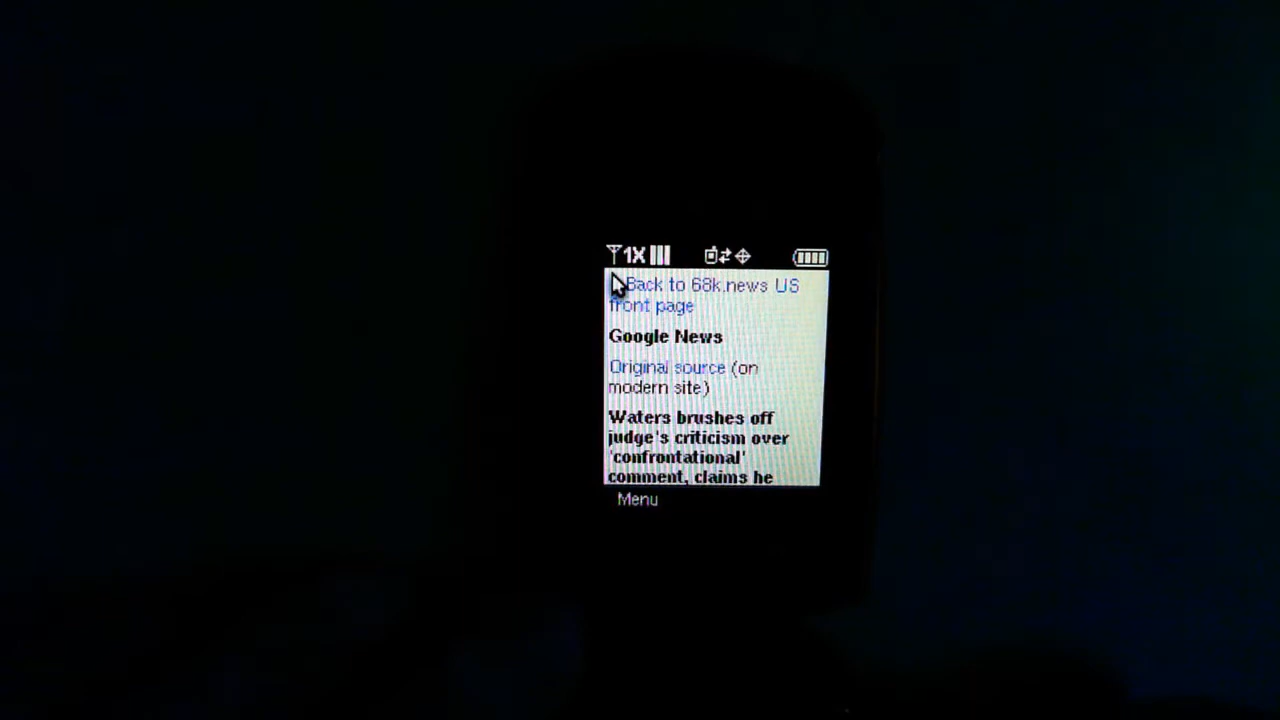 1X
Back to 68k.news US
front page
Google News
Original source (on
modern site)
Waters brushes off
judge's criticism over
'confrontational'
comment, claims he
Menu